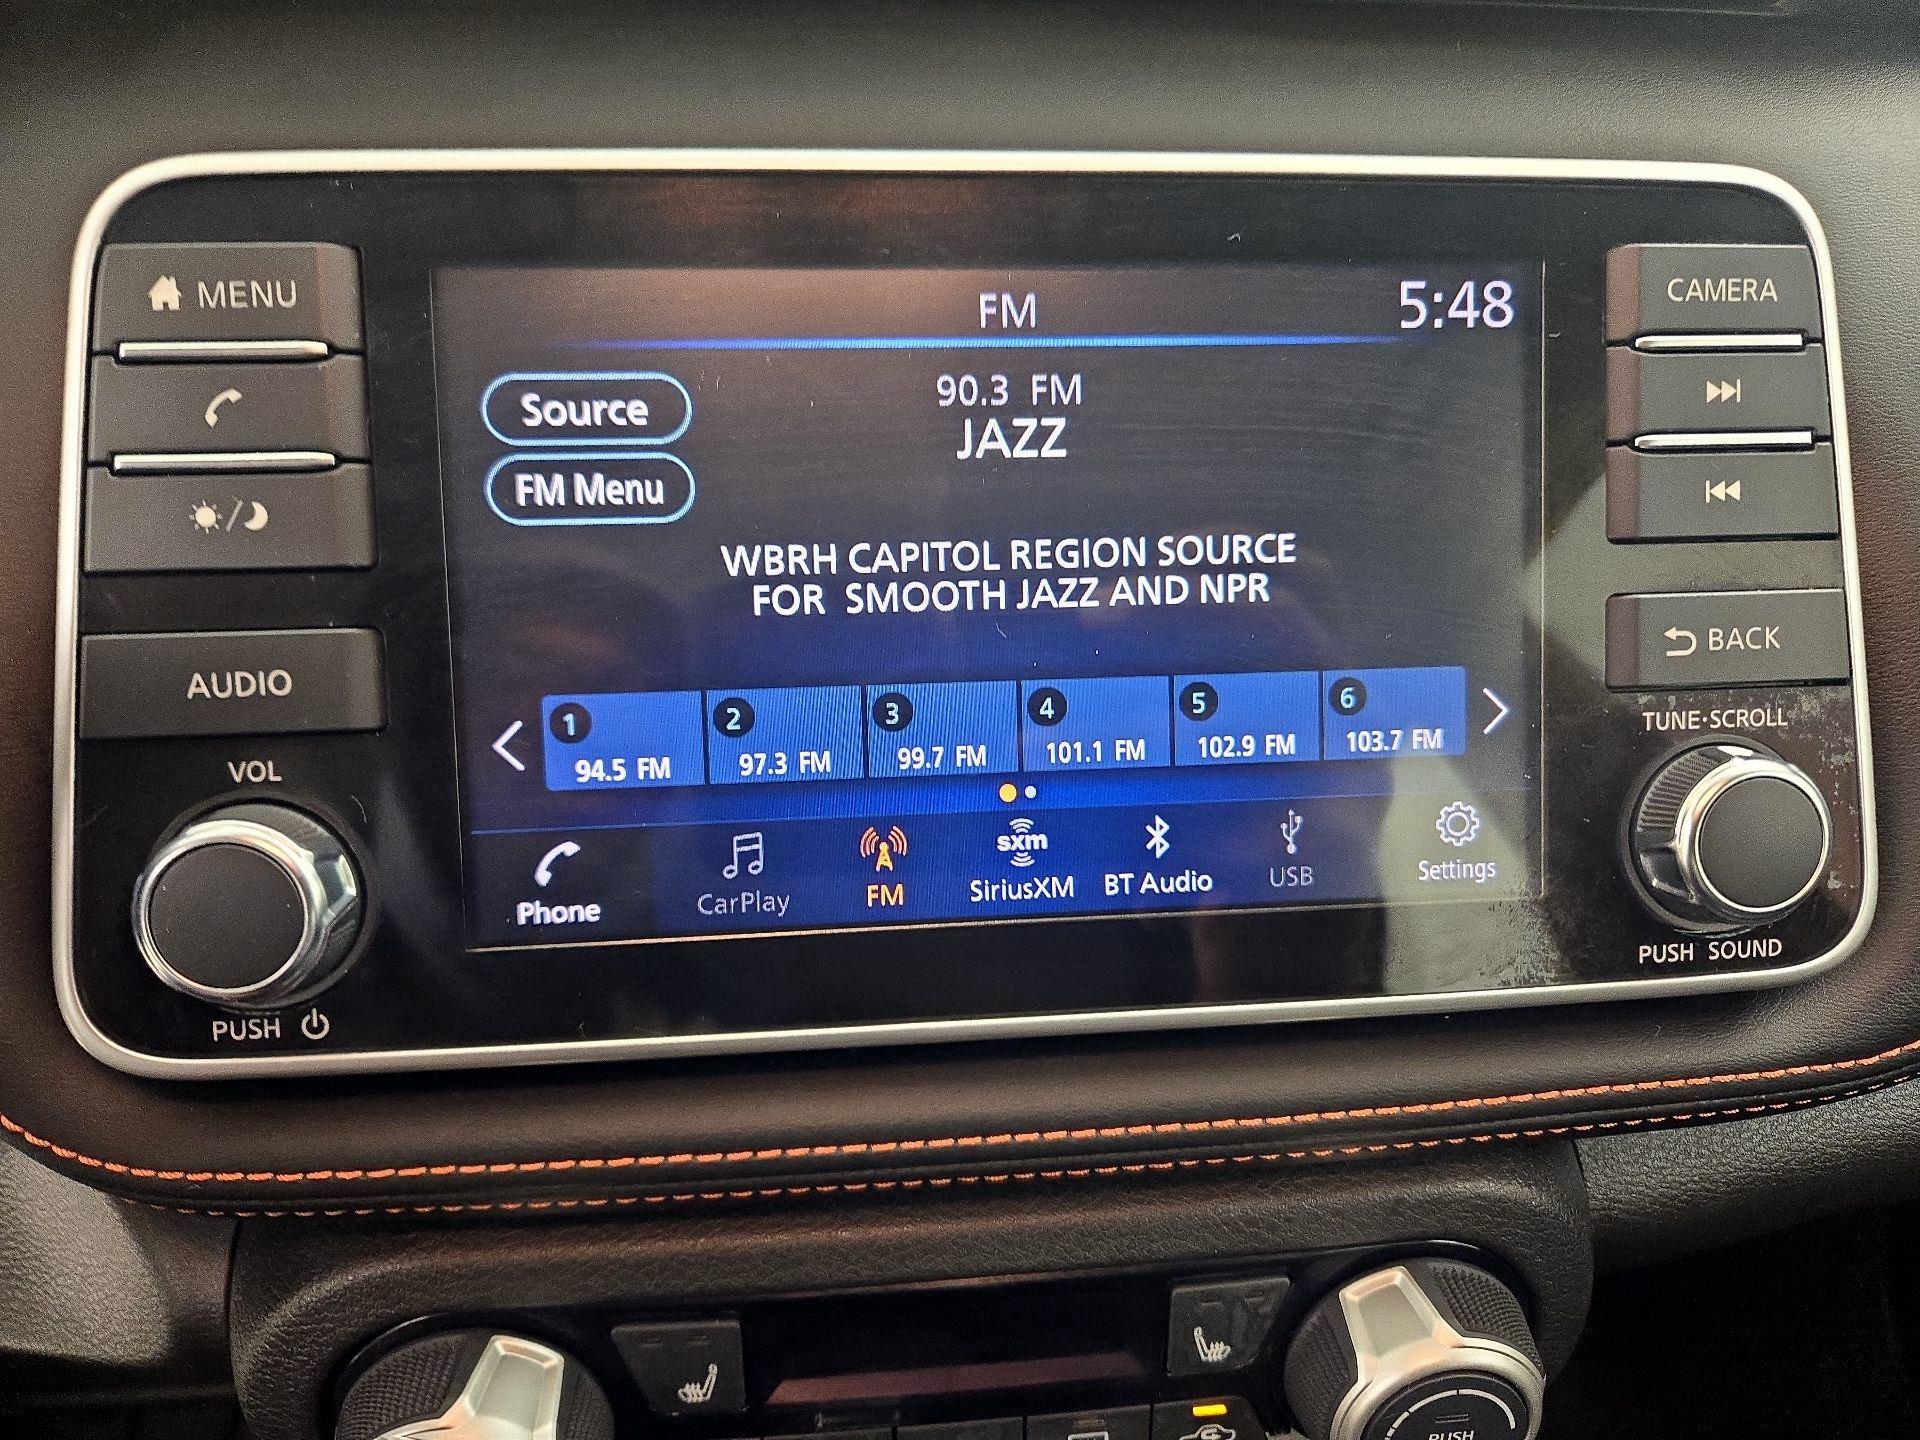 MENU
AUDIO
VOL
PUSH
FM
5:48
Source
FM Menu
90.3 FM
JAZZ
WBRH CAPITOL REGION SOURCE
FOR SMOOTH JAZZ AND NPR
1 2 3 4 5 6
94.5 FM 97.3 FM 99.7 FM 101.1 FM 102.9 FM 103.7 FM
sxm
Phone CarPlay FM SiriusXM BT Audio USB Settings
CAMERA
BACK
TUNE·SCROLL
PUSH SOUND
PUSH